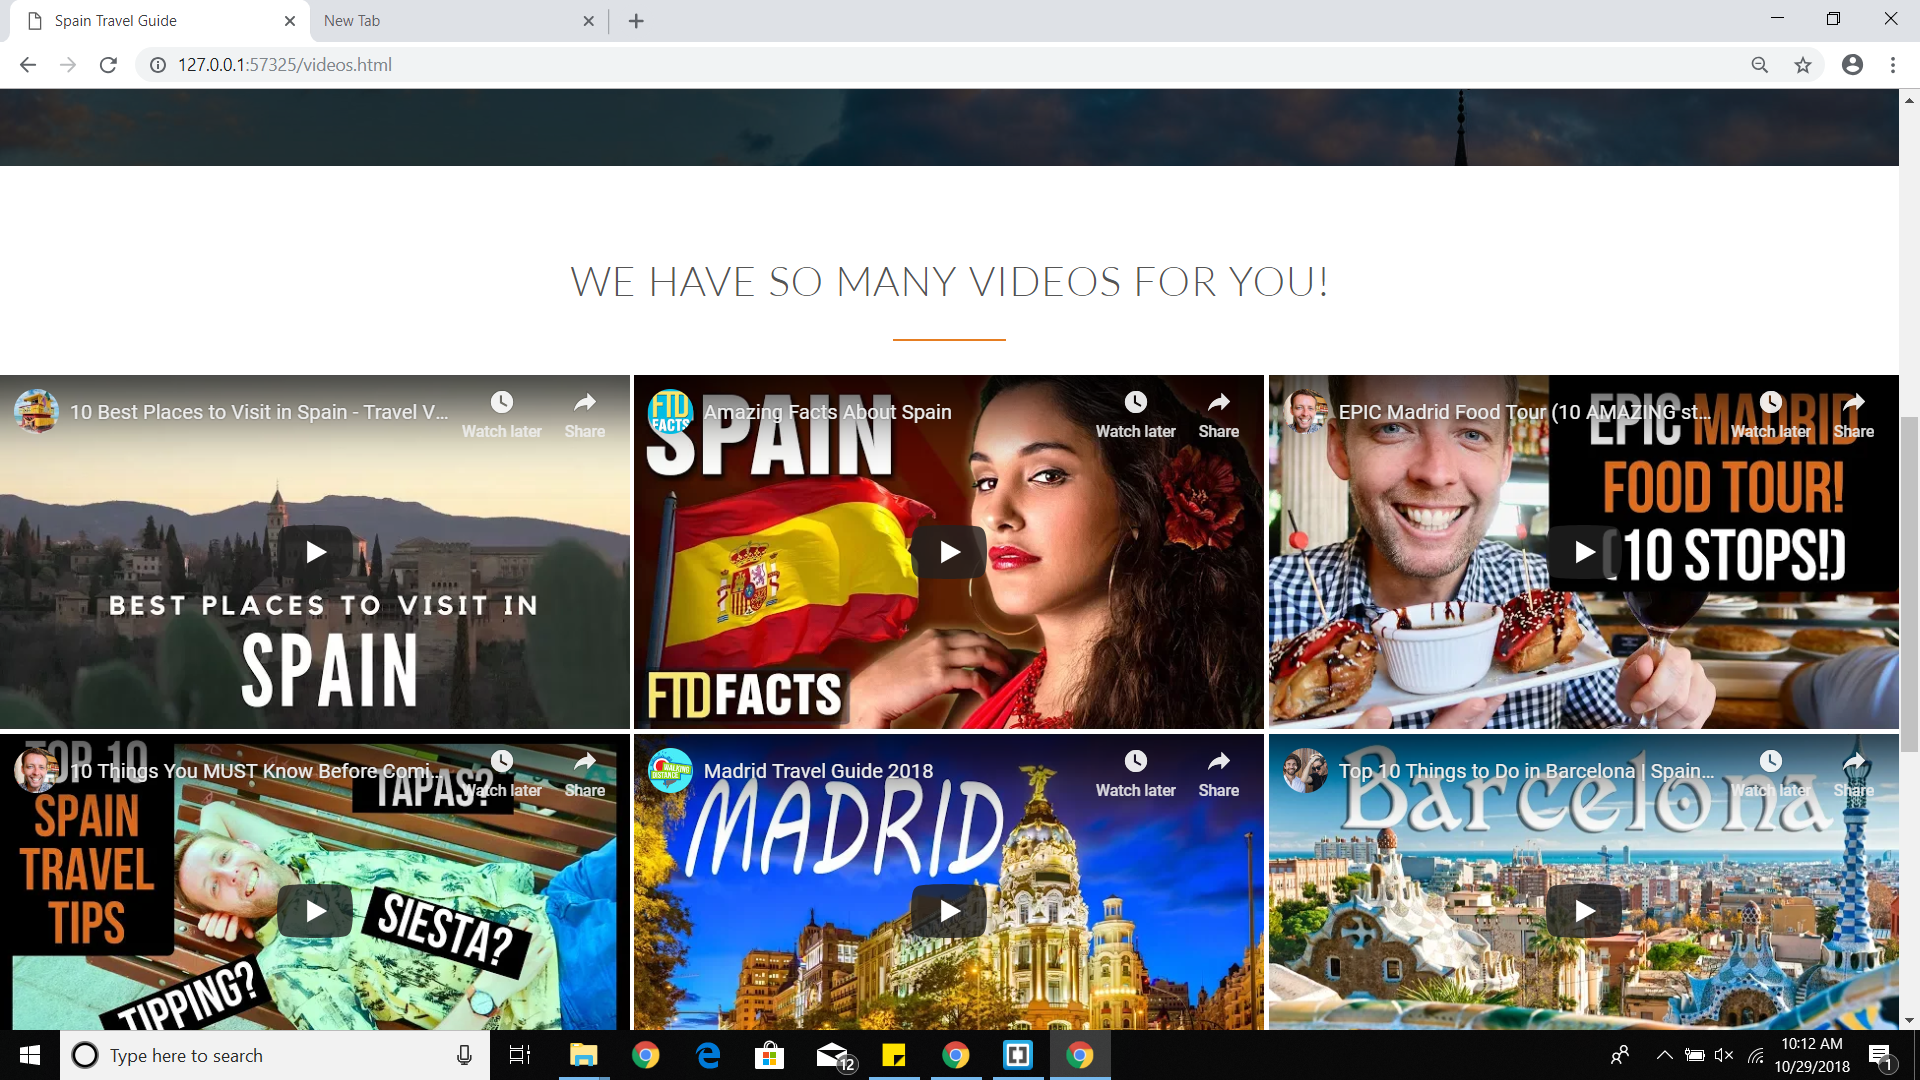 Spain Travel Guide
New Tab
127.0.0.1:57325/videos.html
WE HAVE SO MANY VIDEOS FOR YOU!
10 Best Places to Visit in Spain - Travel V...
Watch later
Share
BEST PLACES TO VISIT IN
SPAIN
FTD
FACTS
Amazing Facts About Spain
Watch later
Share
SPAIN
FTDFACTS
EPIC Madrid Food Tour (10 AMAZING st...
Watch later
Share
EPIC MADRID
FOOD TOUR!
(10 STOPS!)
10 Things You MUST Know Before Comi...
Watch later
Share
TOP 10
SPAIN
TRAVEL
TIPS
TAPAS?
SIESTA?
TIPPING?
WALKING
DISTANCE
Madrid Travel Guide 2018
Watch later
Share
MADRID
Top 10 Things to Do in Barcelona | Spain...
Watch later
Share
Barcelona
Type here to search
12
10:12 AM
10/29/2018
1